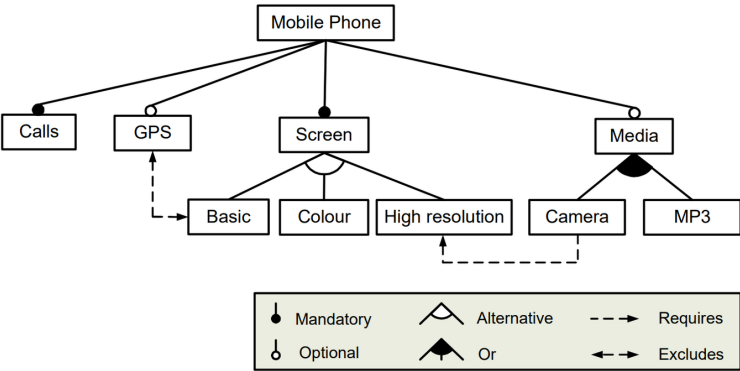 Mobile Phone
Calls
GPS
Screen
Media
Basic
Colour
High resolution
Camera
MP3
Mandatory
Alternative
Requires
Optional
Or
Excludes